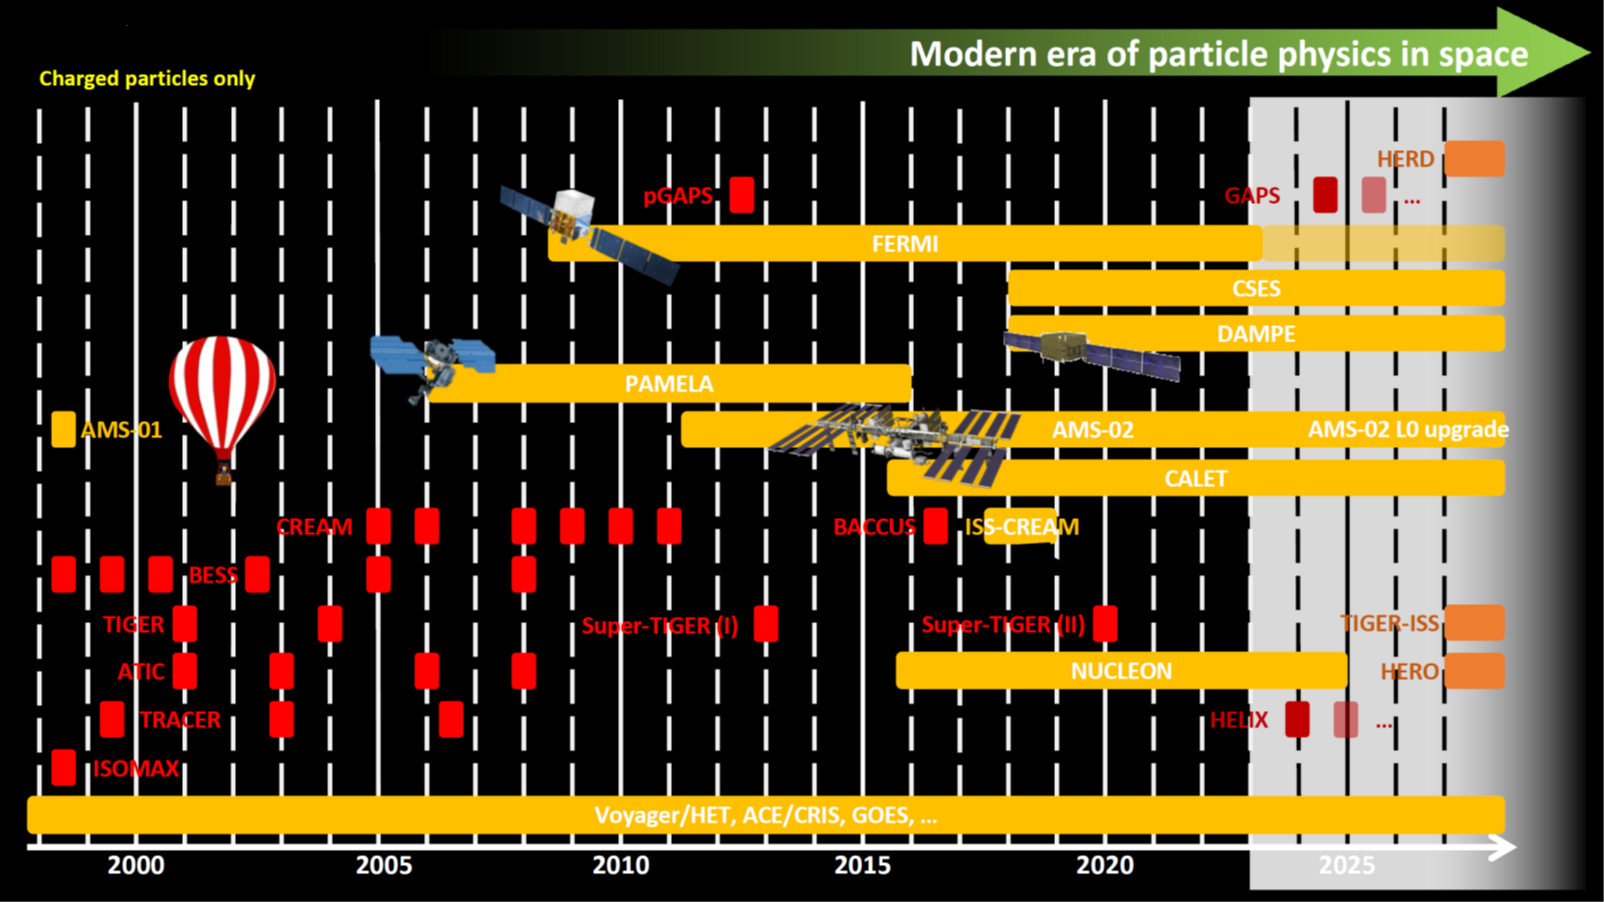 Modern era of particle physics in space
Charged particles only
HERD
pGAPS
GAPS
...
FERMI
CSES
DAMPE
PAMELA
AMS-01
AMS-02
AMS-02 L0 upgrade
CALET
CREAM
BACCUS
ISS-CREAM
BESS
TIGER
Super-TIGER (I)
Super-TIGER (II)
TIGER-ISS
ATIC
NUCLEON
HERO
TRACER
HELIX
...
ISOMAX
Voyager/HET, ACE/CRIS, GOES, ...
2000
2005
2010
2015
2020
2025